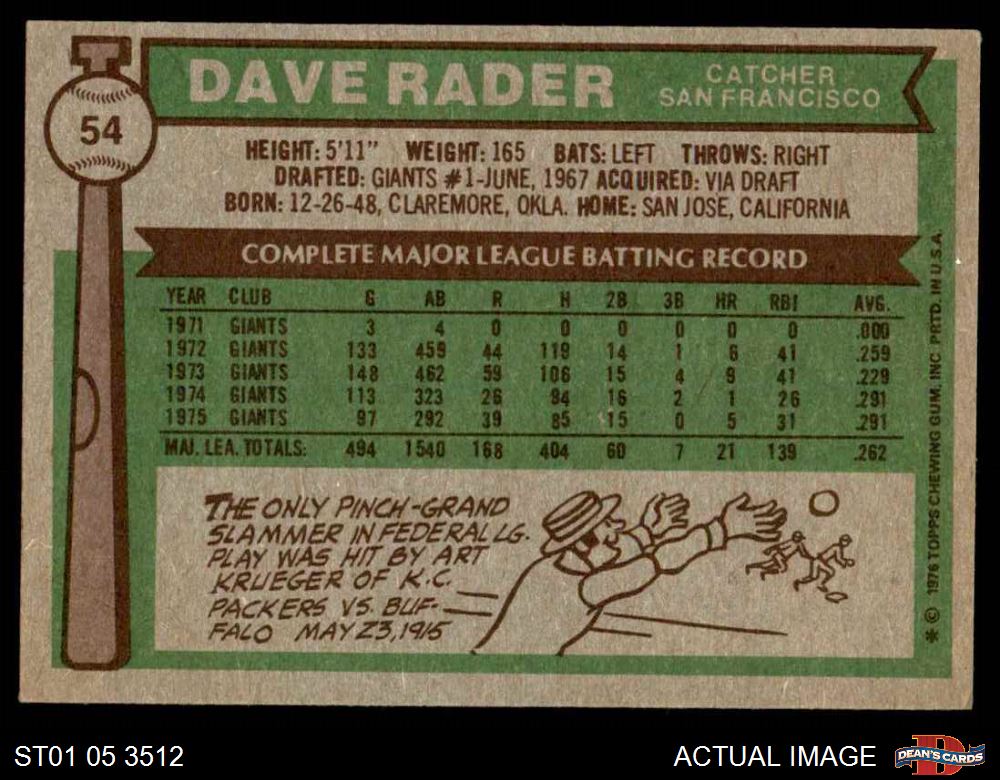 54
DAVE RADER
CATCHER
SAN FRANCISCO
HEIGHT: 5'11" WEIGHT: 165 BATS: LEFT THROWS: RIGHT
DRAFTED: GIANTS #1-JUNE, 1967 ACQUIRED: VIA DRAFT
BORN: 12-26-48, CLAREMORE, OKLA. HOME: SAN JOSE, CALIFORNIA
COMPLETE MAJOR LEAGUE BATTING RECORD
YEAR CLUB G AB R H 2B 3B HR RBI AVG.
1971 GIANTS 3 4 0 0 0 0 0 0 .000
1972 GIANTS 133 459 44 119 14 1 6 41 .259
1973 GIANTS 148 462 59 106 15 4 9 41 .229
1974 GIANTS 113 323 26 94 16 2 1 26 .291
1975 GIANTS 97 292 39 85 15 0 5 31 .291
MAJ. LEA. TOTALS: 494 1540 168 404 60 7 21 139 .262
THE ONLY PINCH-GRAND
SLAMMER IN FEDERAL LG.
PLAY WAS HIT BY ART
KRUEGER OF K.C.
PACKERS VS. BUF-
FALO MAY 23, 1915
* © 1976 TOPPS CHEWING GUM, INC. PRTD. IN U.S.A.
ST01 05 3512
ACTUAL IMAGE
D
DEAN'S CARDS